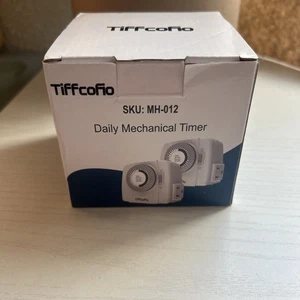 Tiffcofio
Tiffcofio
SKU: MH-012
Daily Mechanical Timer